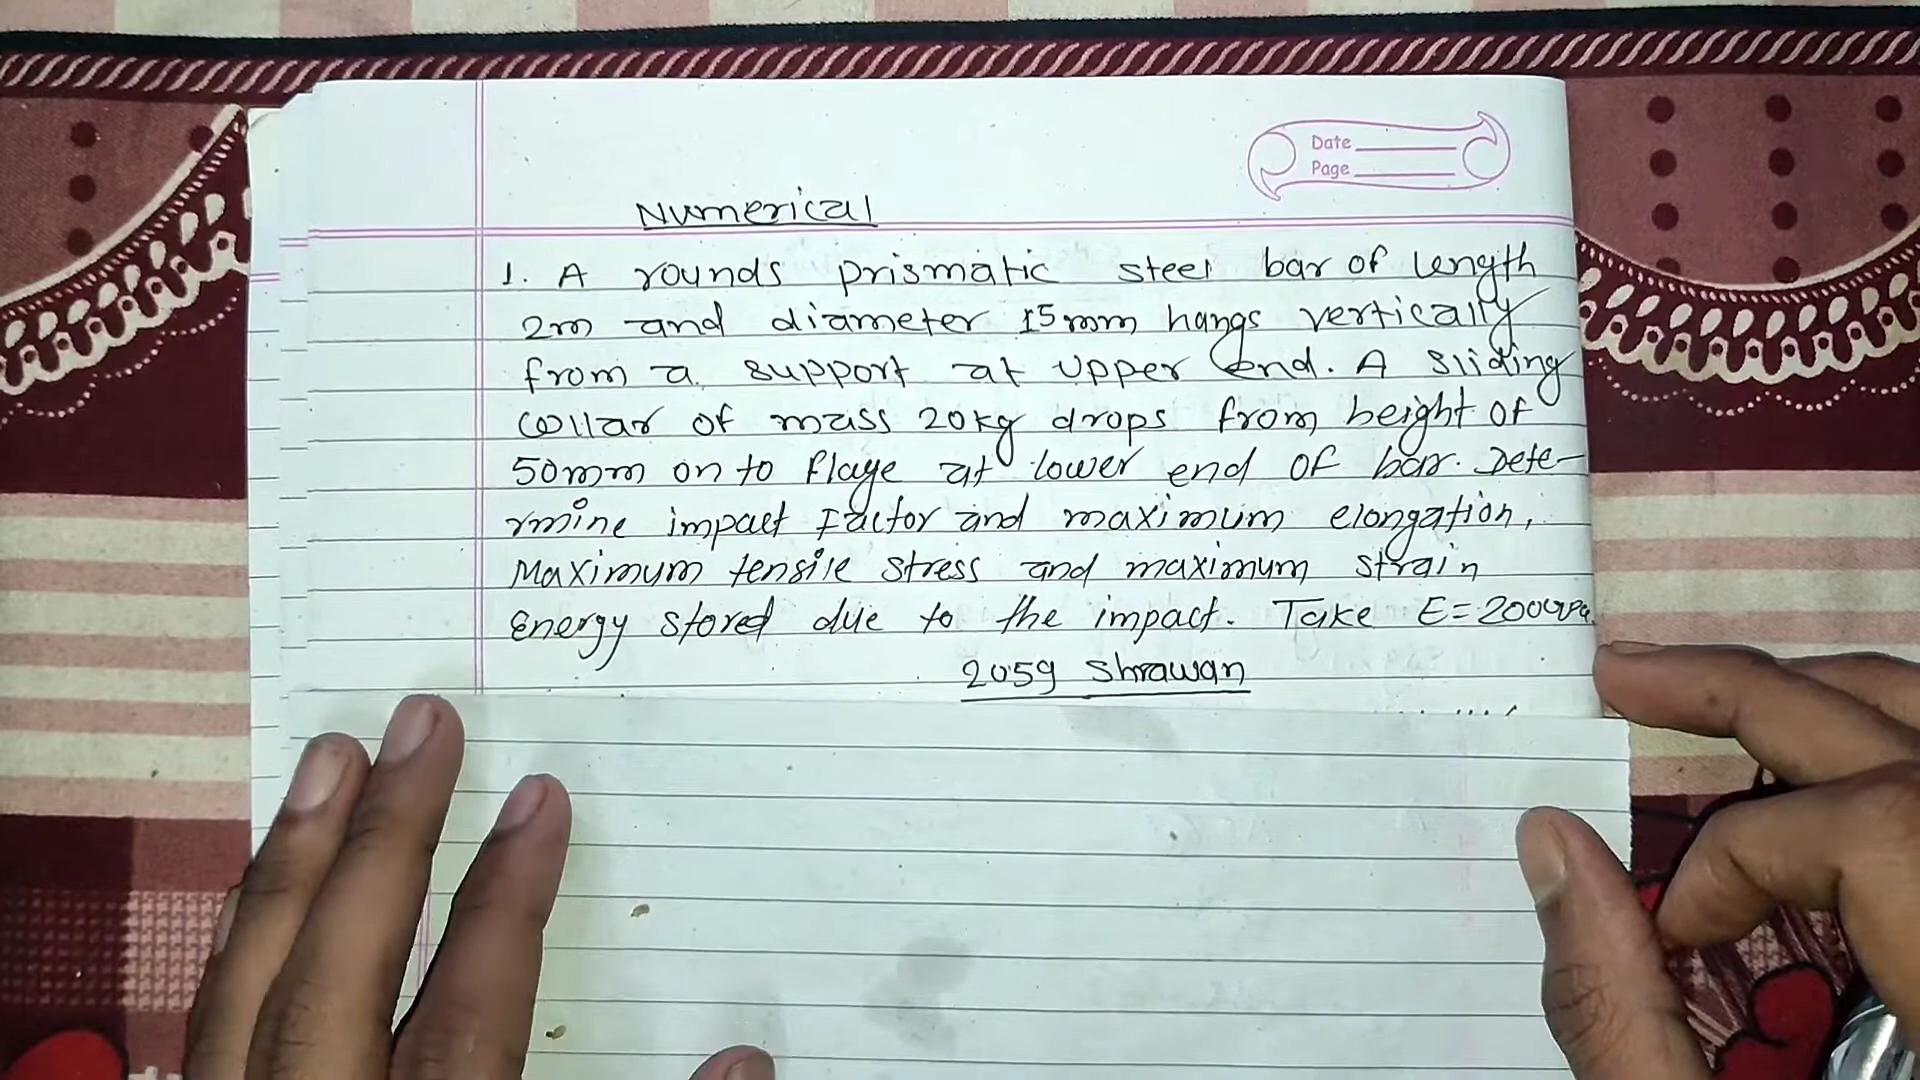 Date
Page
Numerical
1. A rounds prismatic steel bar of length
2m and diameter 15mm hangs vertically
from a support at upper end. A sliding
collar of mass 20kg drops from height of
50mm on to flage at lower end of bar. Dete-
rmine impact Factor and maximum elongation,
Maximum tensile stress and maximum strain
Energy stored due to the impact. Take E=200GPa.
2059 Shrawan